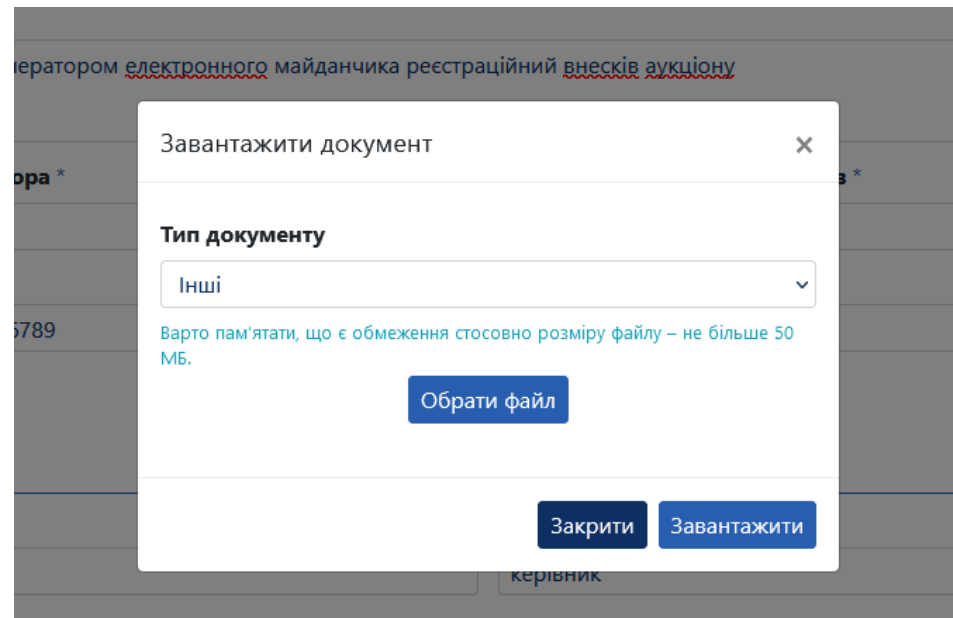 ератором електронного майданчика реєстраційний внесків аукціону
Завантажити документ
×
ора *
в *
Тип документу
Інші
5789
Варто пам'ятати, що є обмеження стосовно розміру файлу – не більше 50
МБ.
Обрати файл
Закрити
Завантажити
керівник